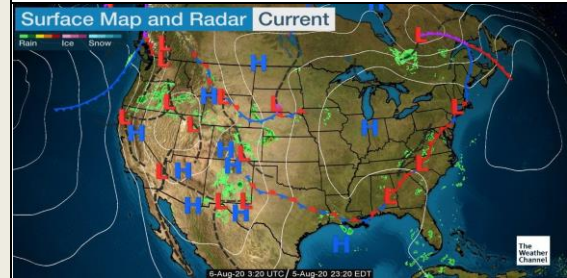 Surface Map and Radar Current
Rain Ice Snow
L
L
L
H
L
L
H
L
L
L
L
H
H
L
L
H
H
L
H
L
H
L
L
L
H
L
H
The
Weather
Channel
6-Aug-20 3:20 UTC / 5-Aug-20 23:20 EDT